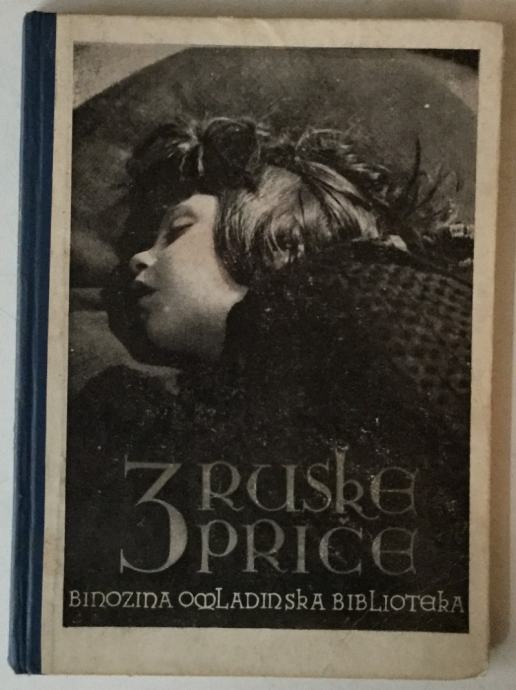 3 RUSKE
PRIČE
BINOZINA OMLADINSKA BIBLIOTEKA